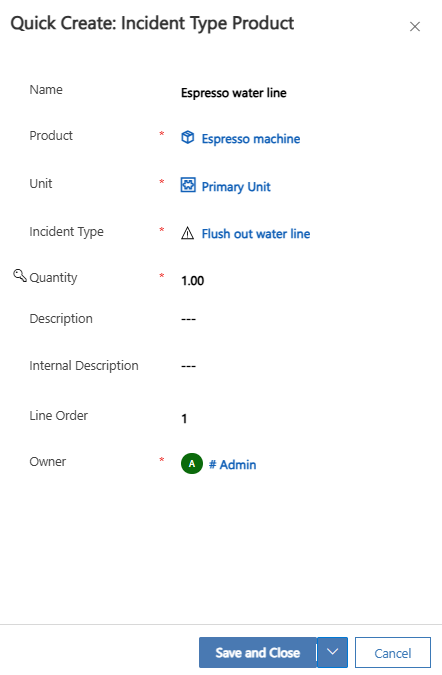 Quick Create: Incident Type Product
Name Espresso water line
Product * Espresso machine
Unit * Primary Unit
Incident Type * Flush out water line
Quantity * 1.00
Description ---
Internal Description ---
Line Order 1
Owner * A # Admin
Save and Close Cancel